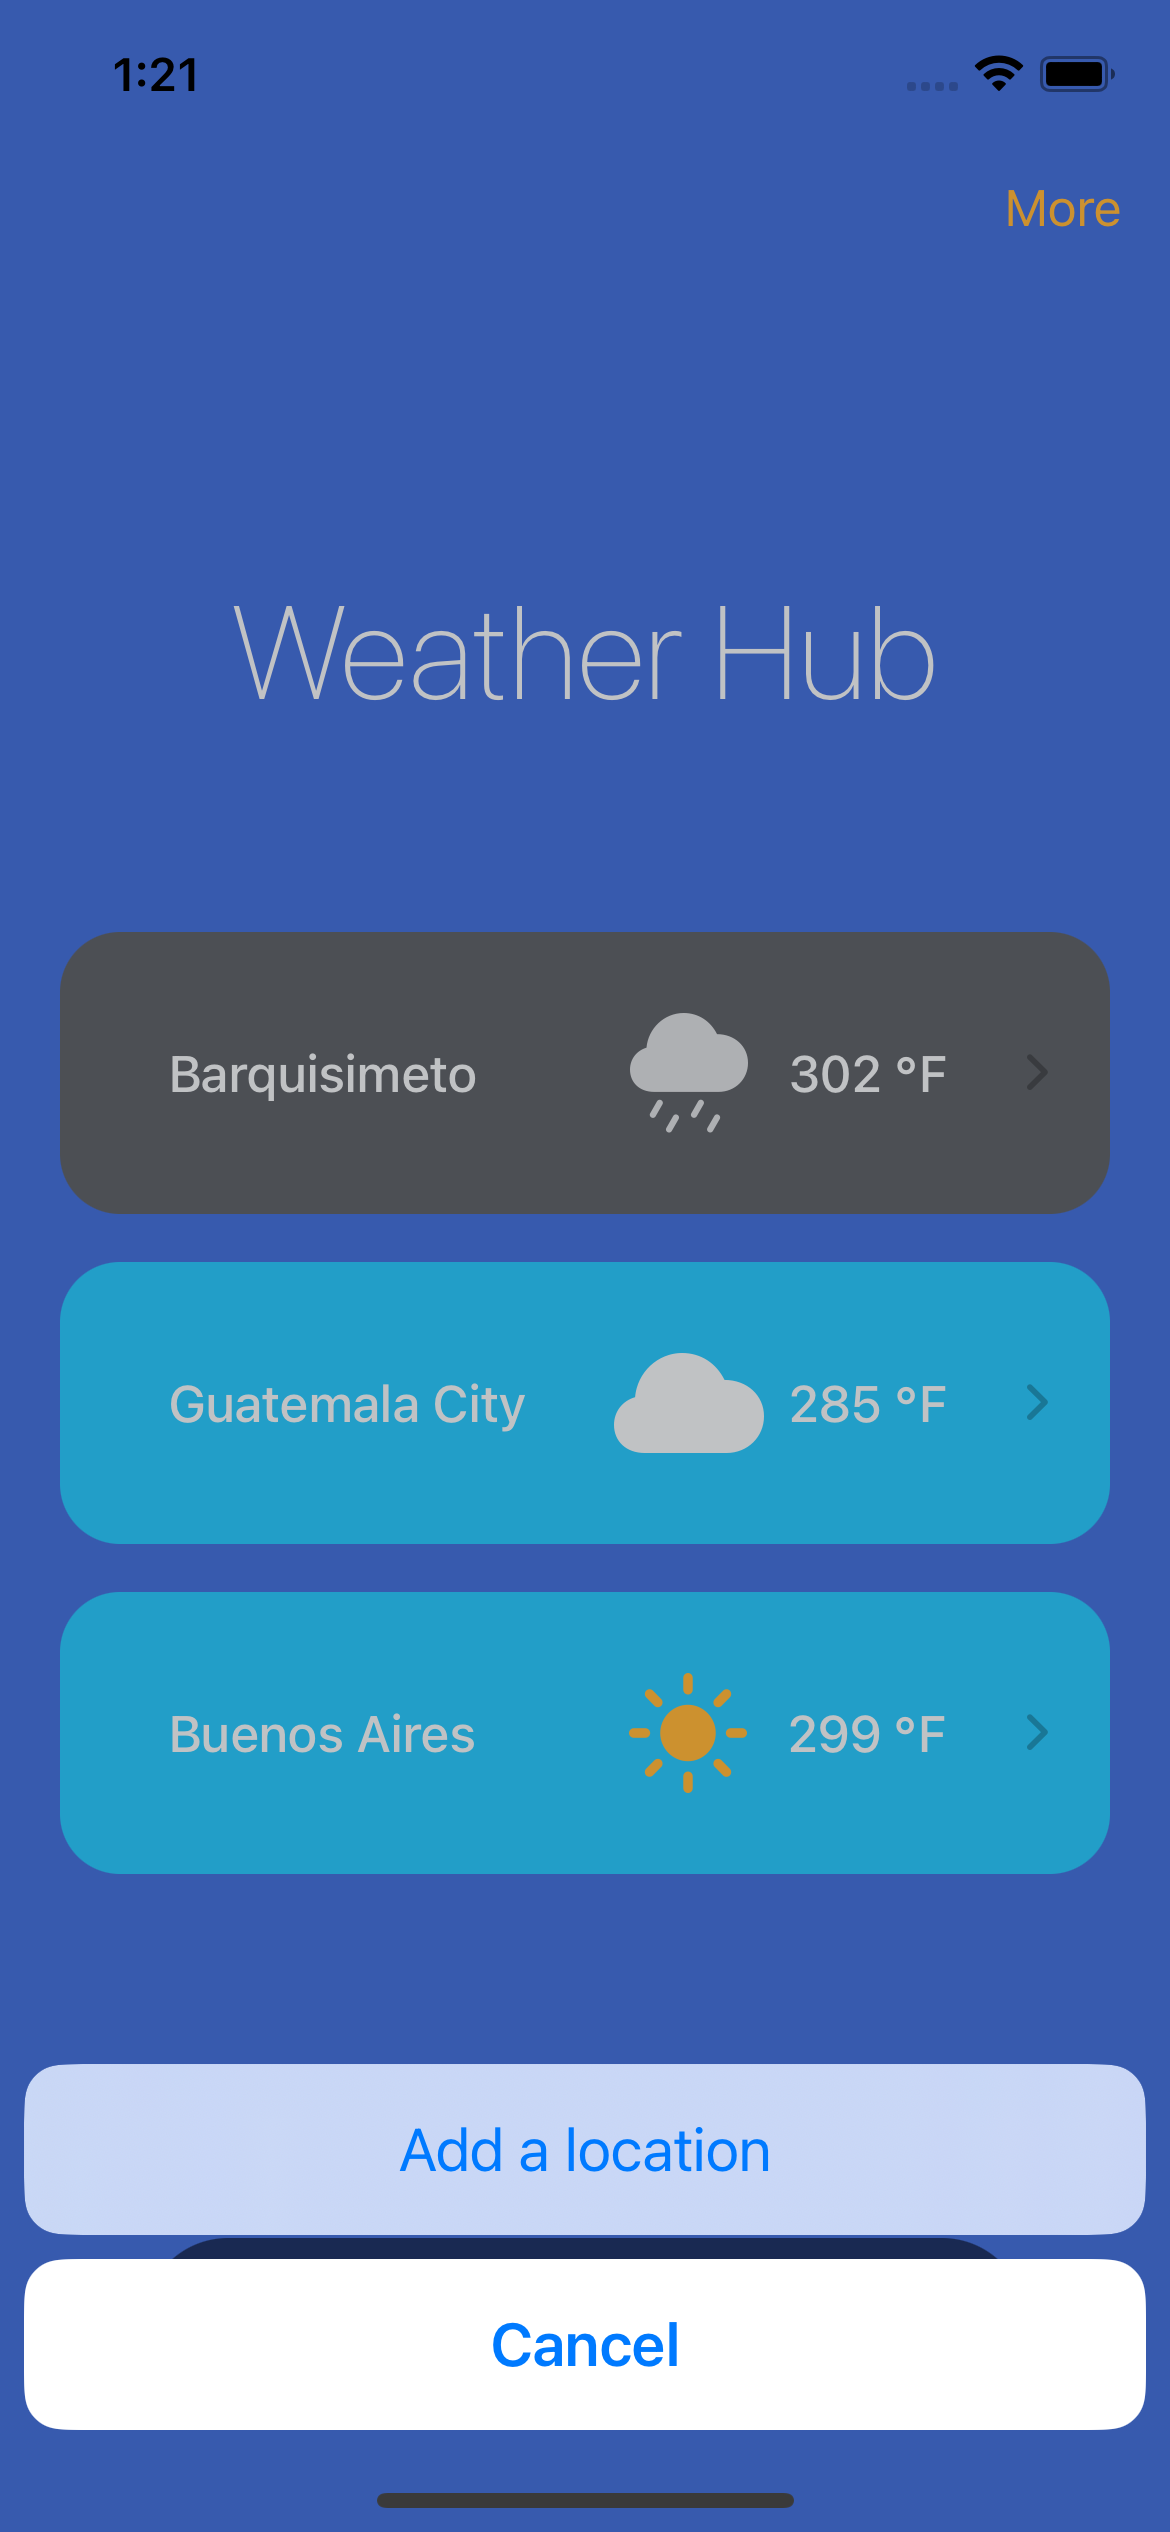 1:21
More
Weather Hub
Barquisimeto 302 °F
Guatemala City 285 °F
Buenos Aires 299 °F
Add a location
Cancel